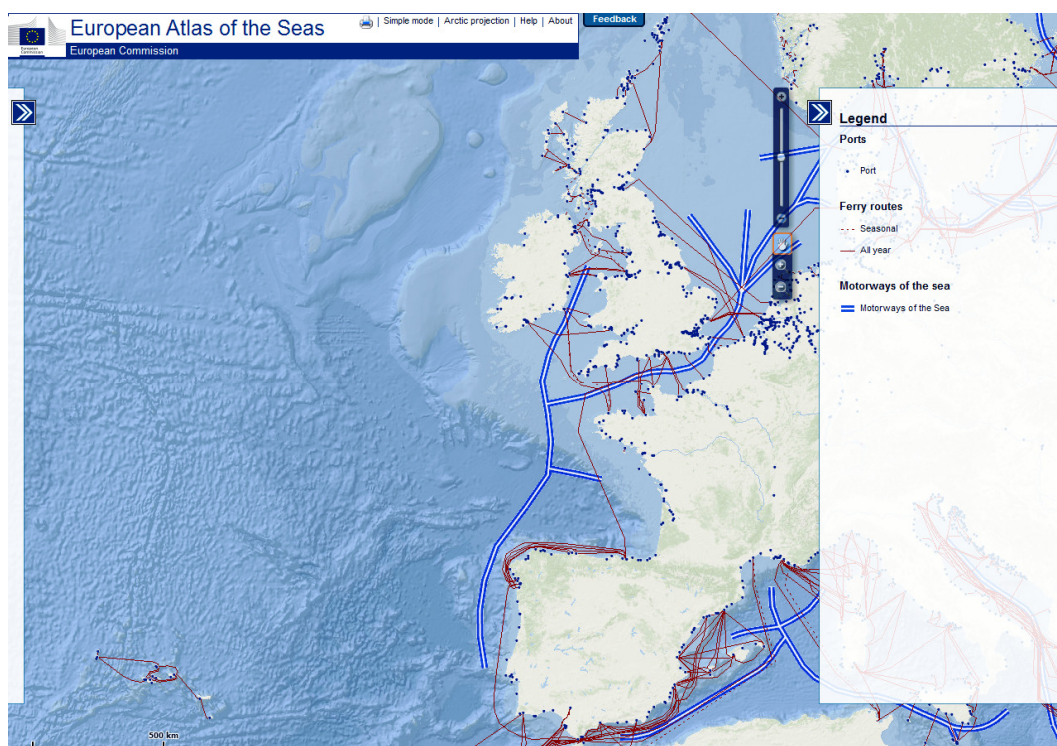 European Atlas of the Seas
Simple mode | Arctic projection | Help | About
Feedback
European
Commission
European Commission
Legend
Ports
Port
Ferry routes
Seasonal
All year
Motorways of the sea
Motorways of the Sea
500 km